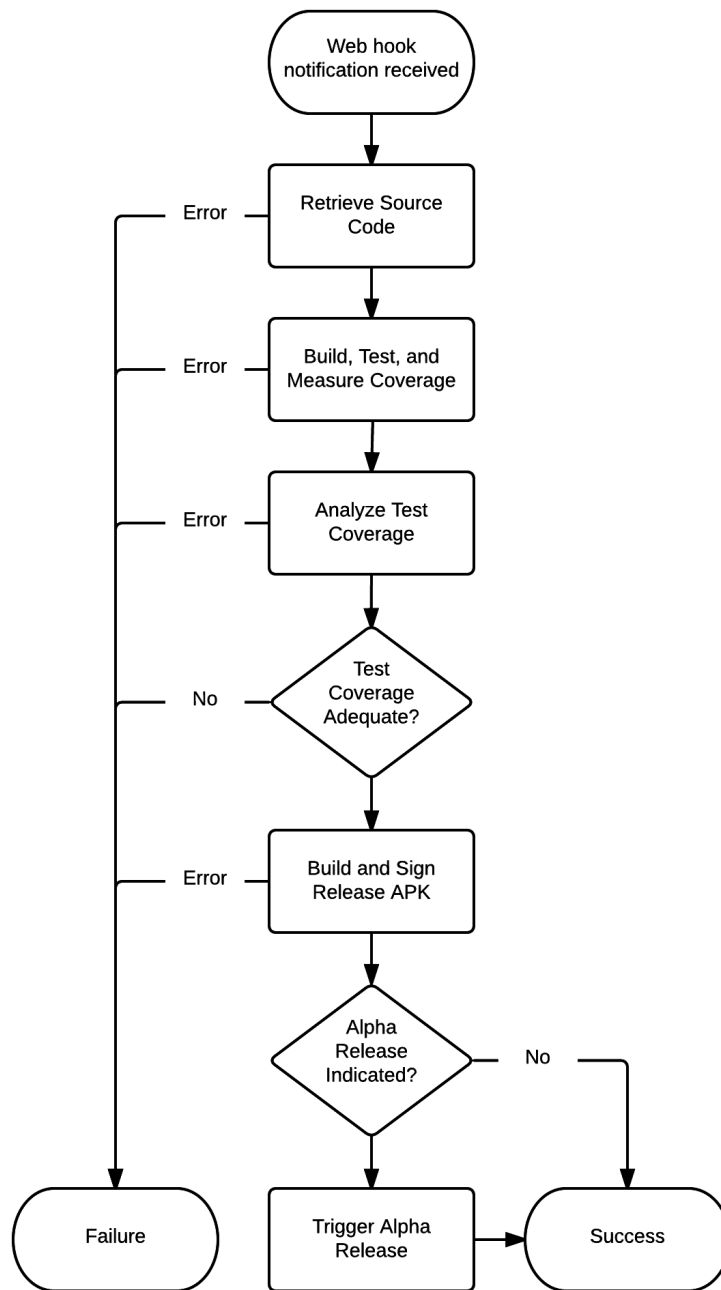 Web hook
notification received
Error
Retrieve Source
Code
Error
Build, Test, and
Measure Coverage
Error
Analyze Test
Coverage
No
Test
Coverage
Adequate?
Error
Build and Sign
Release APK
Alpha
Release
Indicated?
No
Failure
Trigger Alpha
Release
Success